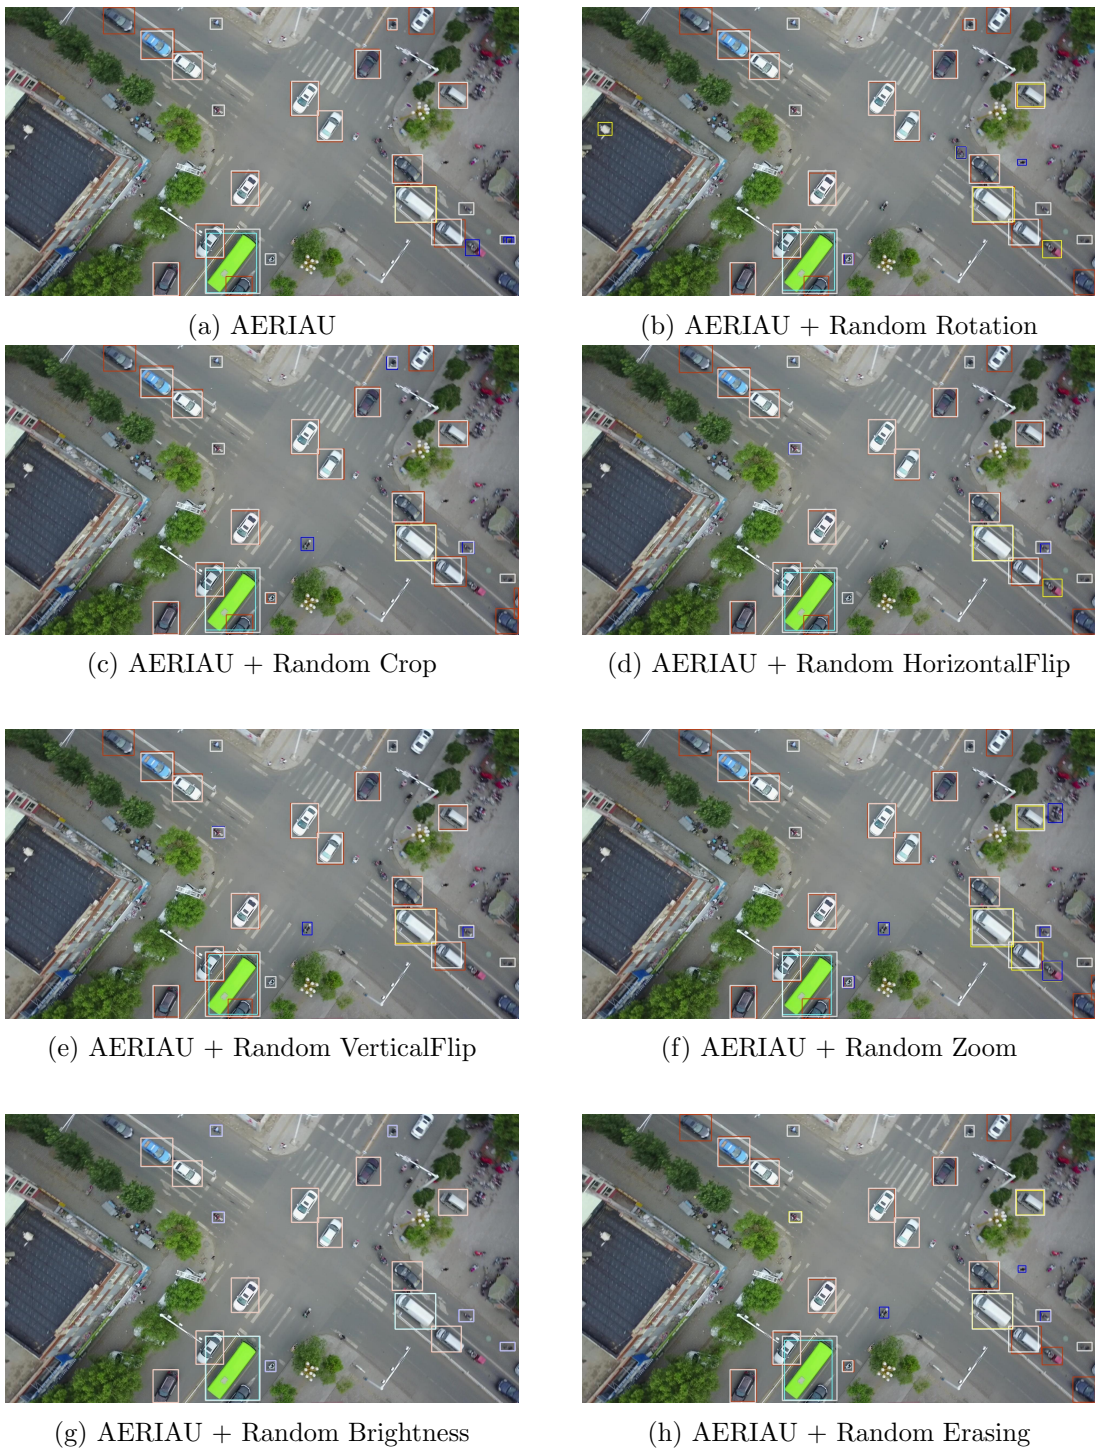 (a) AERIAU
(b) AERIAU + Random Rotation
(c) AERIAU + Random Crop
(d) AERIAU + Random HorizontalFlip
(e) AERIAU + Random VerticalFlip
(f) AERIAU + Random Zoom
(g) AERIAU + Random Brightness
(h) AERIAU + Random Erasing